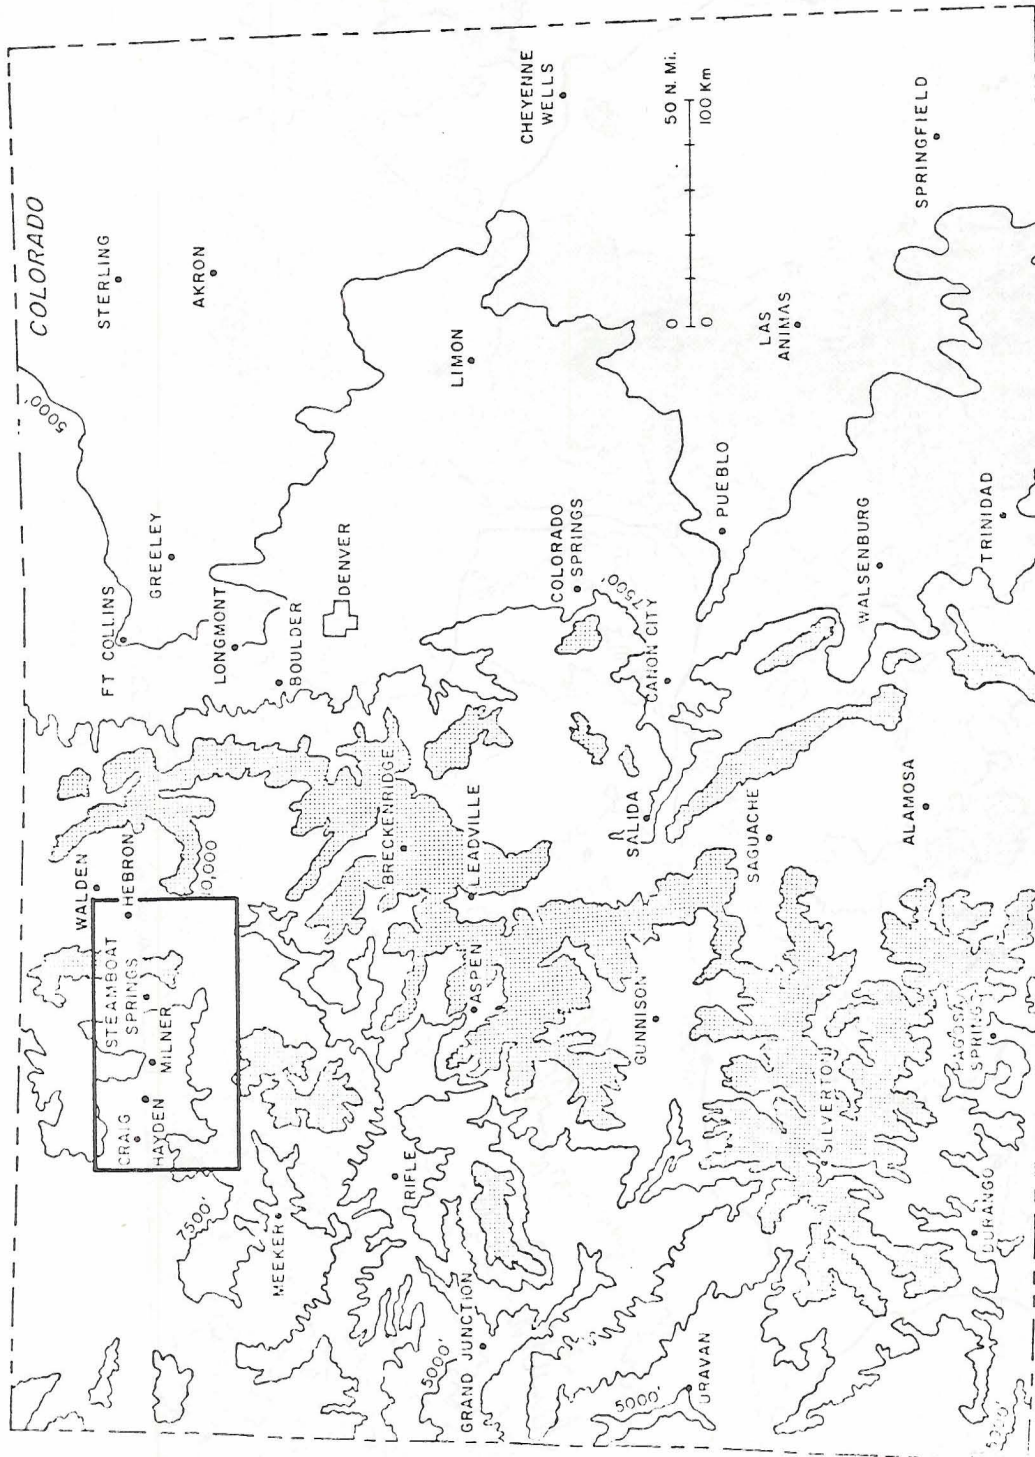 COLORADO
STERLING
AKRON
5000'
FT COLLINS
GREELEY
LONGMONT
BOULDER
DENVER
LIMON
CHEYENNE
WELLS
50 N. Mi.
100 Km
0
0
LAS
ANIMAS
SPRINGFIELD
COLORADO
SPRINGS
7500'
CANON CITY
PUEBLO
WALSENBURG
TRINIDAD
WALDEN
HEBRON
0,000
STEAMBOAT
SPRINGS
MILNER
CRAIG
HAYDEN
BRECKENRIDGE
LEADVILLE
ASPEN
SALIDA
SAGUACHE
ALAMOSA
GUNNISON
7500'
MEEKER
RIFLE
GRAND JUNCTION
5000'
URAVAN
5000'
SILVERTON
PAGOSA
SPRINGS
DURANGO
5000'